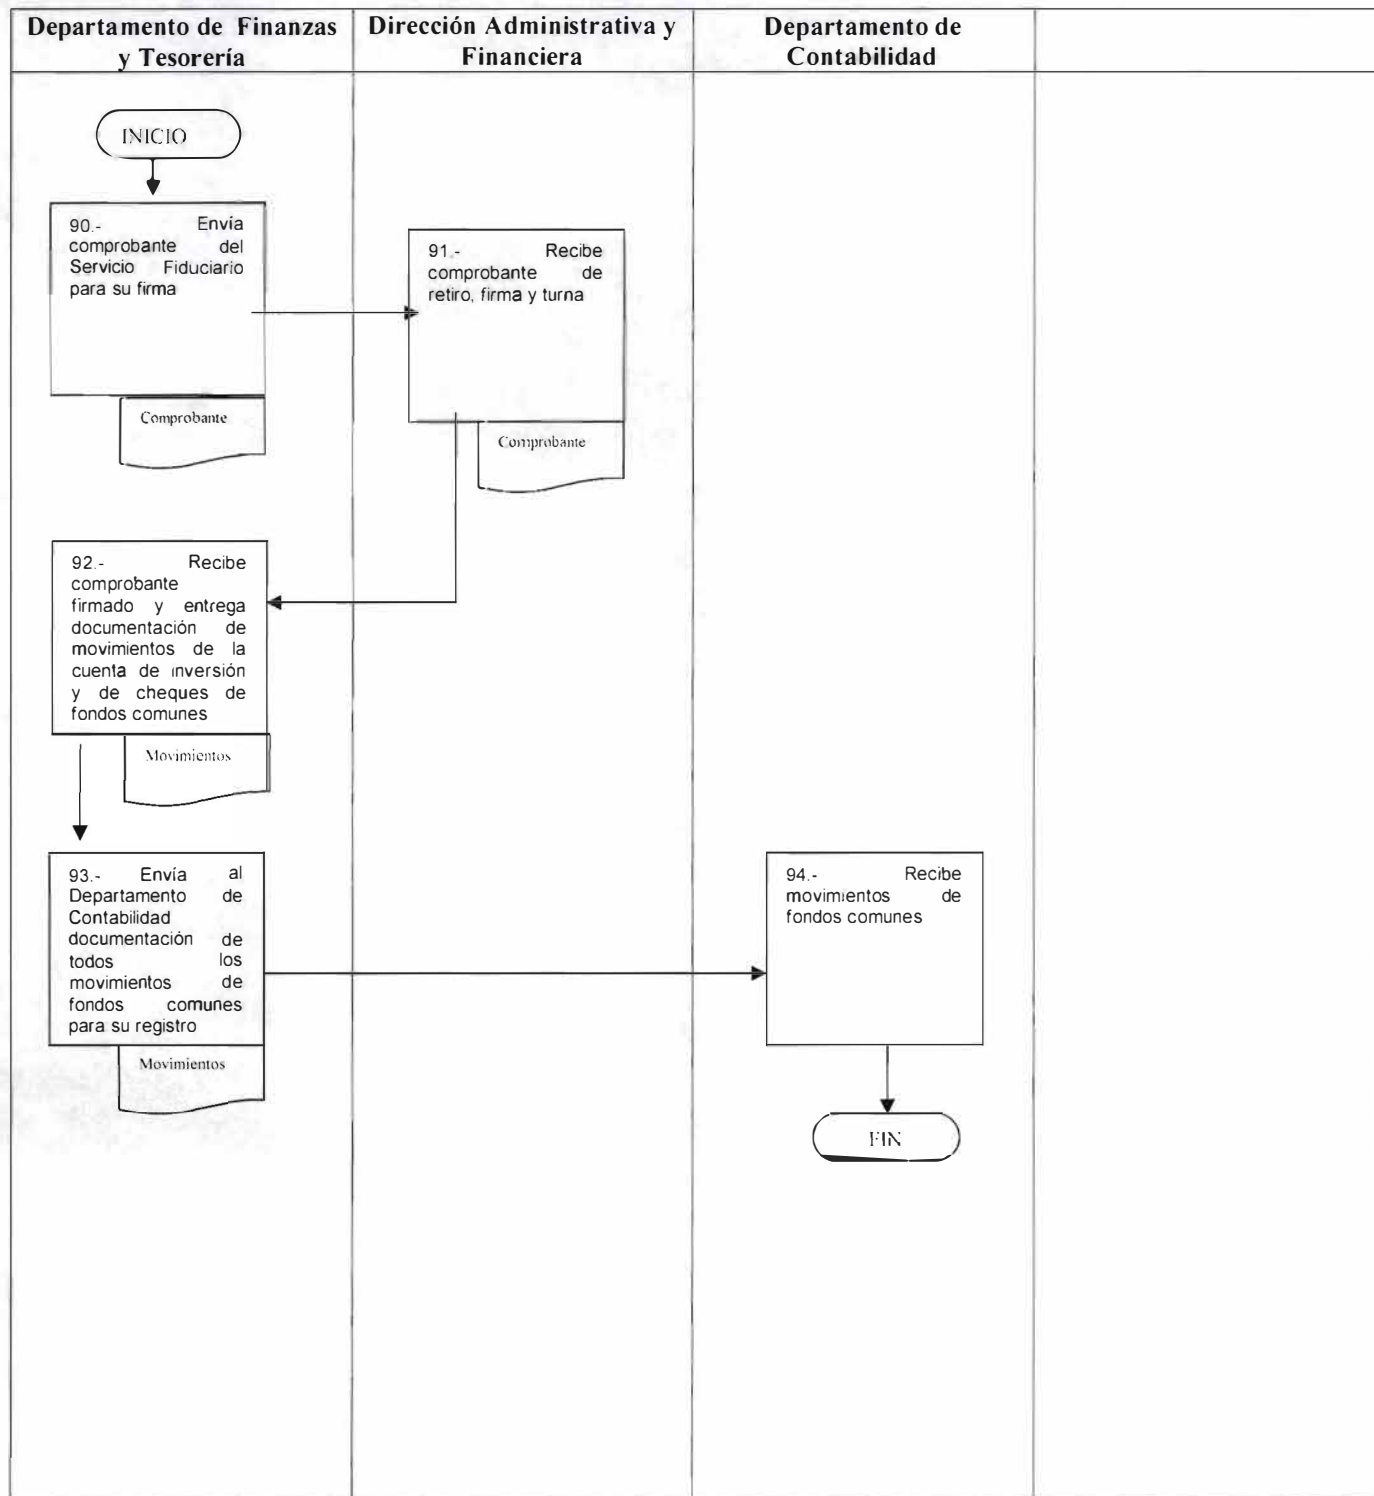 Departamento de Finanzas
y Tesorería
Dirección Administrativa y
Financiera
Departamento de
Contabilidad
INICIO
90.- Envía
comprobante del
Servicio Fiduciario
para su firma
Comprobante
91.- Recibe
comprobante de
retiro, firma y turna
Comprobante
92.- Recibe
comprobante
firmado y entrega
documentación de
movimientos de la
cuenta de inversión
y de cheques de
fondos comunes
Movimientos
93.- Envía al
Departamento de
Contabilidad
documentación de
todos los
movimientos de
fondos comunes
para su registro
Movimientos
94.- Recibe
movimientos de
fondos comunes
FIN